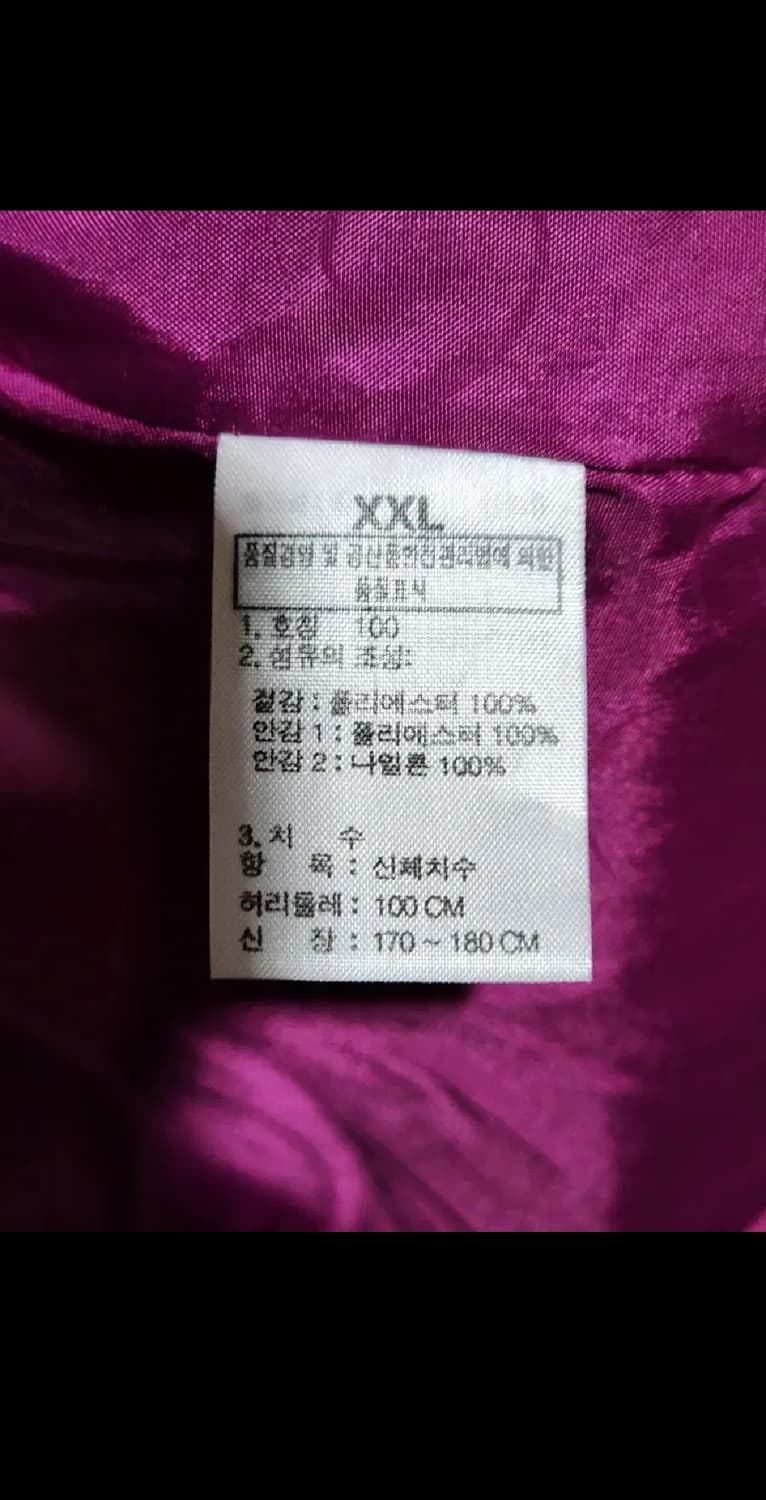 XXL
품질경영 및 공산품안전관리법에 의한
품질표시
1. 호칭 100
2. 섬유의 조성:
겉감 : 폴리에스터 100%
안감 1 : 폴리에스터 100%
안감 2 : 나일론 100%
3. 치 수
항 목 : 신체치수
허리둘레 : 100 CM
신 장 : 170 ~ 180 CM